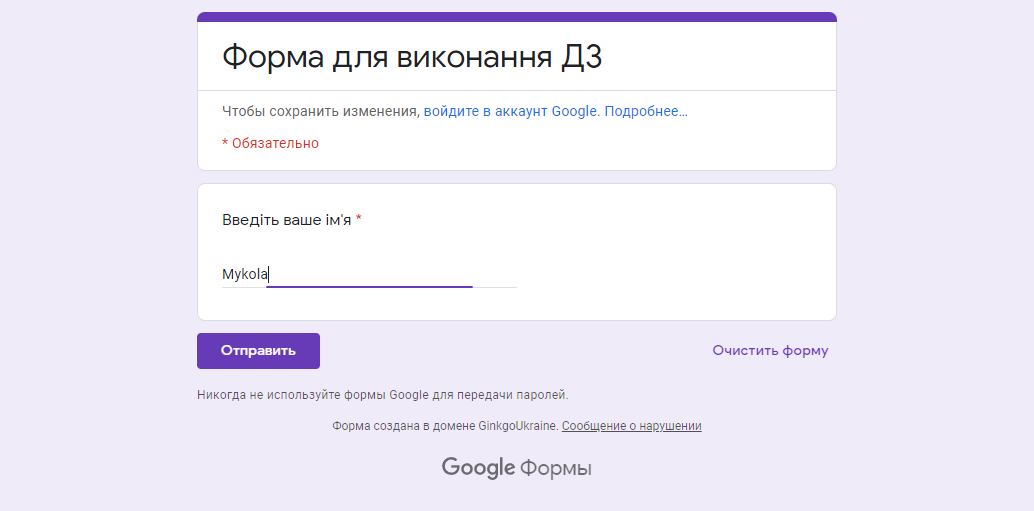 Форма для виконання ДЗ
Чтобы сохранить изменения, войдите в аккаунт Google. Подробнее…
* Обязательно
Введіть ваше ім'я *
Mykola
Отправить
Очистить форму
Никогда не используйте формы Google для передачи паролей.
Форма создана в домене GinkgoUkraine. Сообщение о нарушении
Google Формы